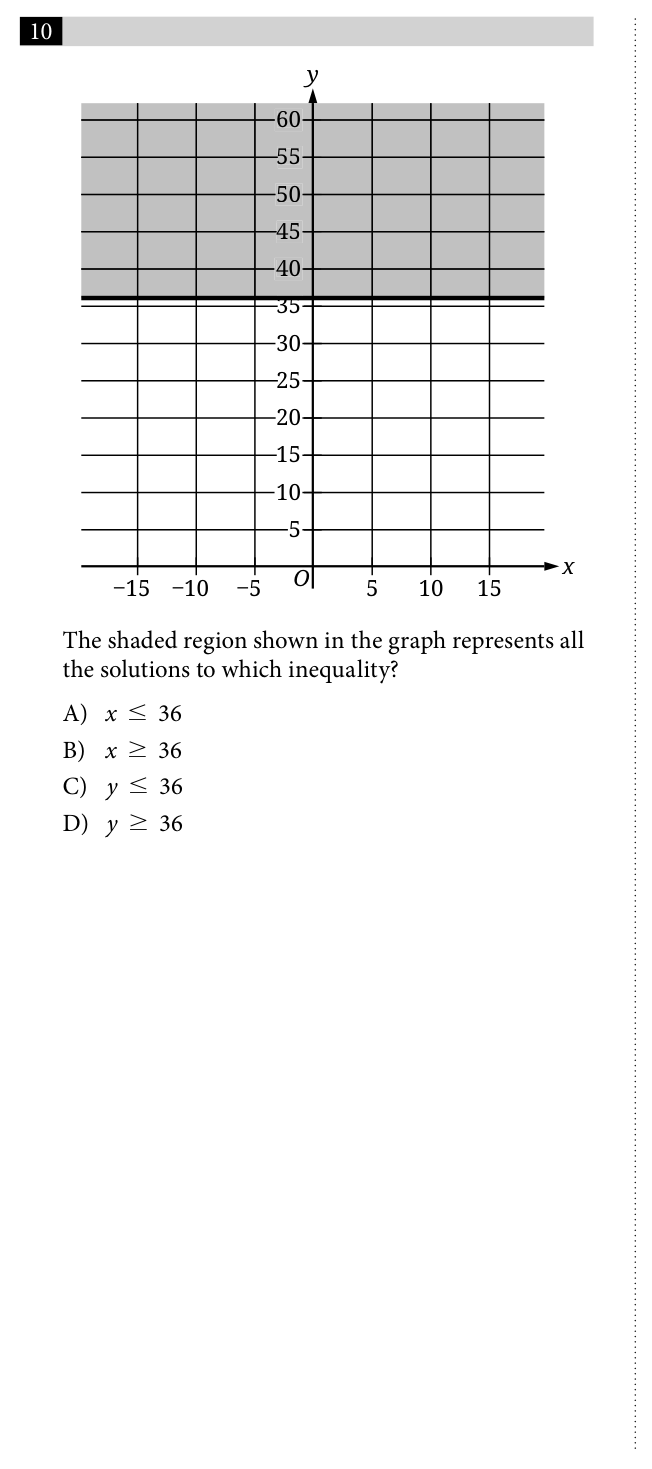 10
y
60
55
50
45
40
35
30
25
20
15
10
5
O
x
−15 −10 −5 5 10 15
The shaded region shown in the graph represents all
the solutions to which inequality?
A) x ≤ 36
B) x ≥ 36
C) y ≤ 36
D) y ≥ 36